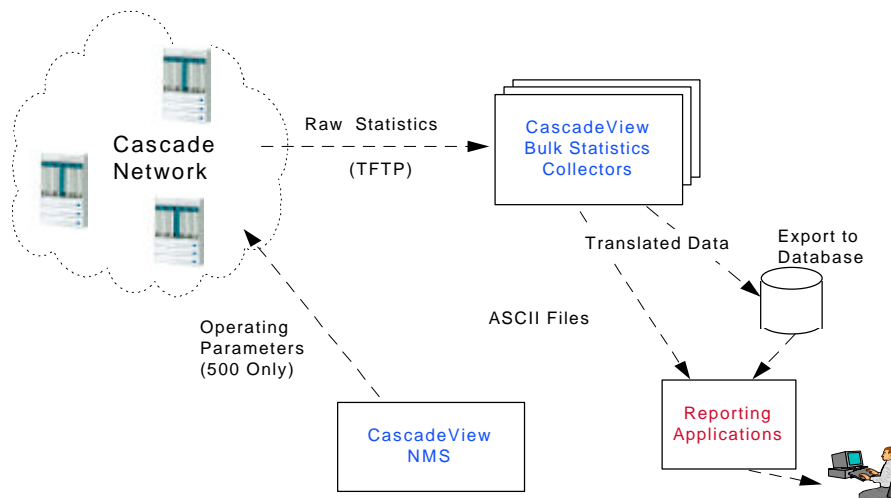 Cascade
Network
Raw Statistics
(TFTP)
CascadeView
Bulk Statistics
Collectors
Translated Data
Export to
Database
ASCII Files
Operating
Parameters
(500 Only)
CascadeView
NMS
Reporting
Applications